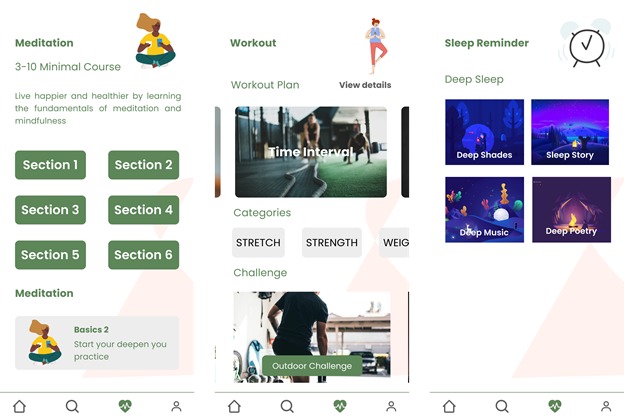 Meditation
3-10 Minimal Course
Live happier and healthier by learning
the fundamentals of meditation and
mindfulness
Section 1
Section 2
Section 3
Section 4
Section 5
Section 6
Meditation
Basics 2
Start your deepen you
practice
Workout
Workout Plan
View details
Time Interval
Categories
STRETCH
STRENGTH
WEIG
Challenge
Outdoor Challenge
Sleep Reminder
Deep Sleep
Deep Shades
Sleep Story
Deep Music
Deep Poetry